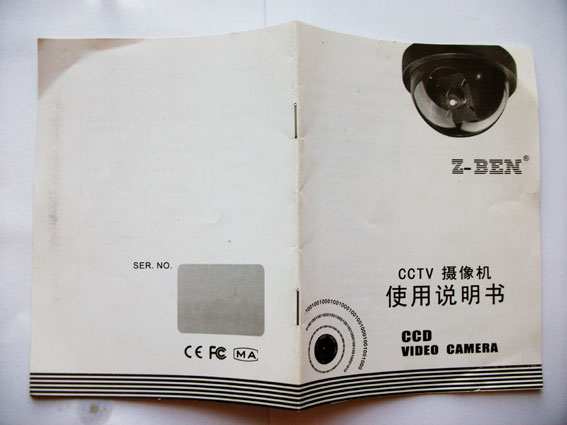 SER. NO.
CE FC MA
Z-BEN®
CCTV 摄像机
使用说明书
CCD
VIDEO CAMERA